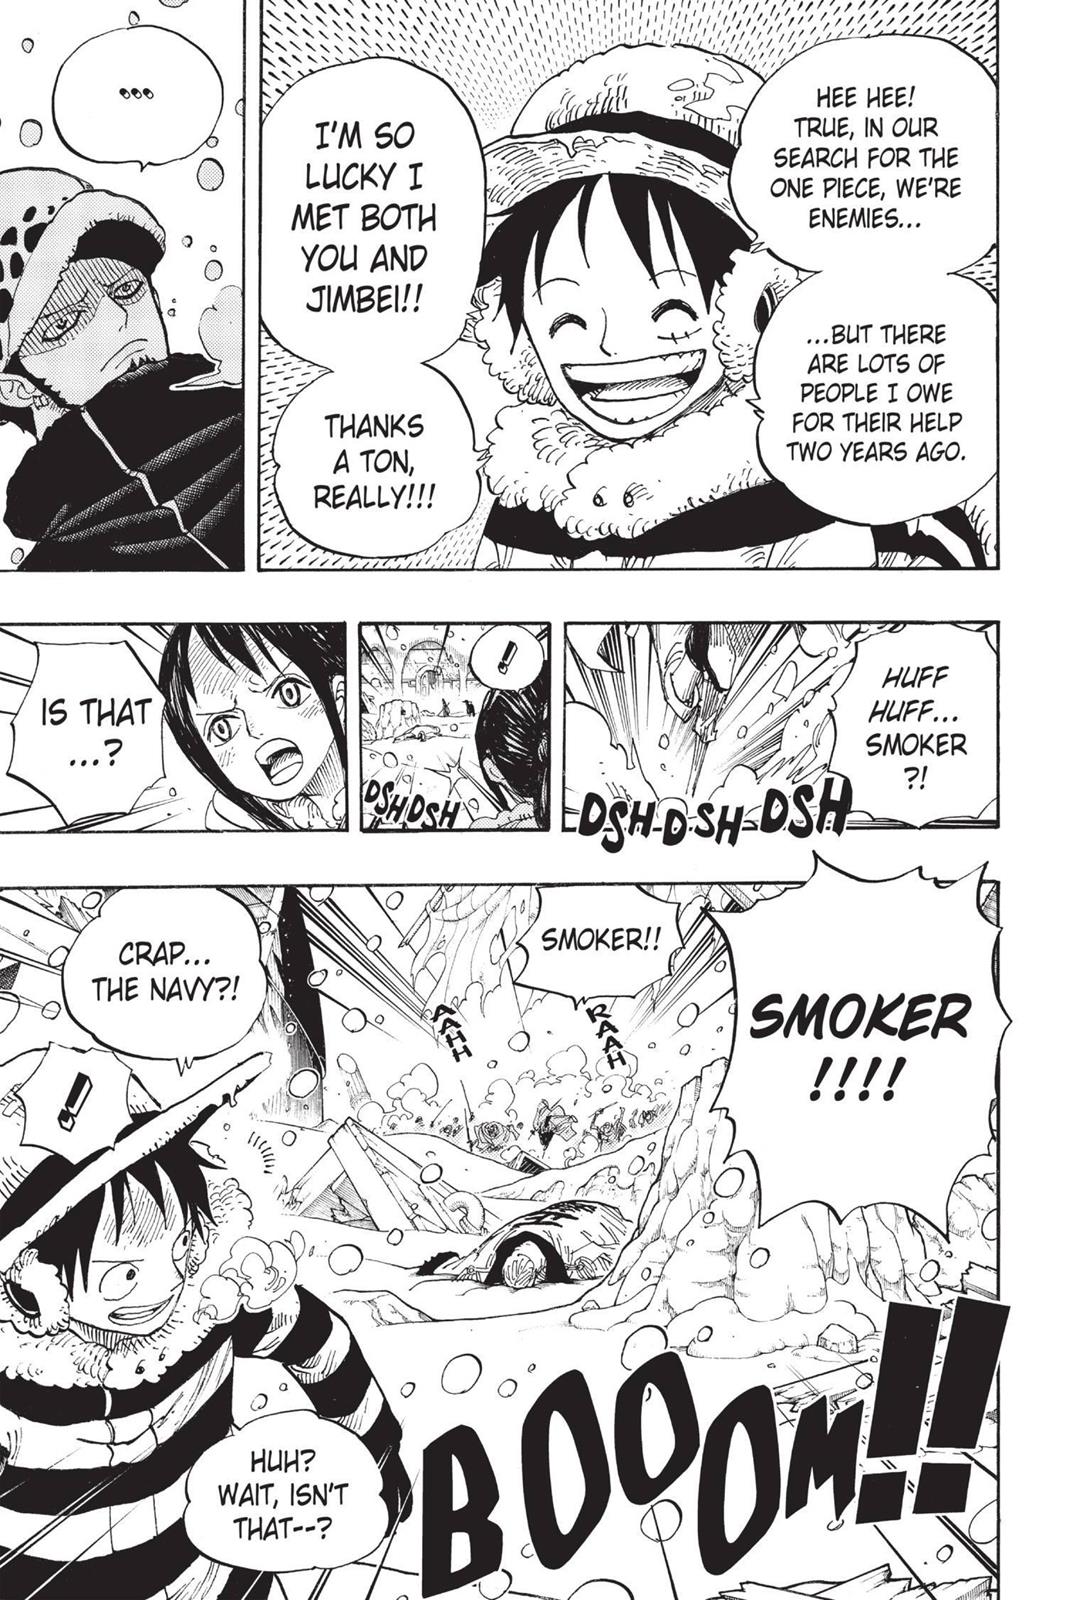 HEE HEE!
TRUE, IN OUR
SEARCH FOR THE
ONE PIECE, WE'RE
ENEMIES...
...BUT THERE
ARE LOTS OF
PEOPLE I OWE
FOR THEIR HELP
TWO YEARS AGO.
I'M SO
LUCKY I
MET BOTH
YOU AND
JIMBEI!!
THANKS
A TON,
REALLY!!!
...
HUFF
HUFF...
SMOKER
?!
DSH DSH DSH
!
DSH DSH
IS THAT
...?
SMOKER
!!!!
SMOKER!!
RAAH
AAHH
CRAP...
THE NAVY?!
!!
HUH?
WAIT, ISN'T
THAT--?
BOOOM!!